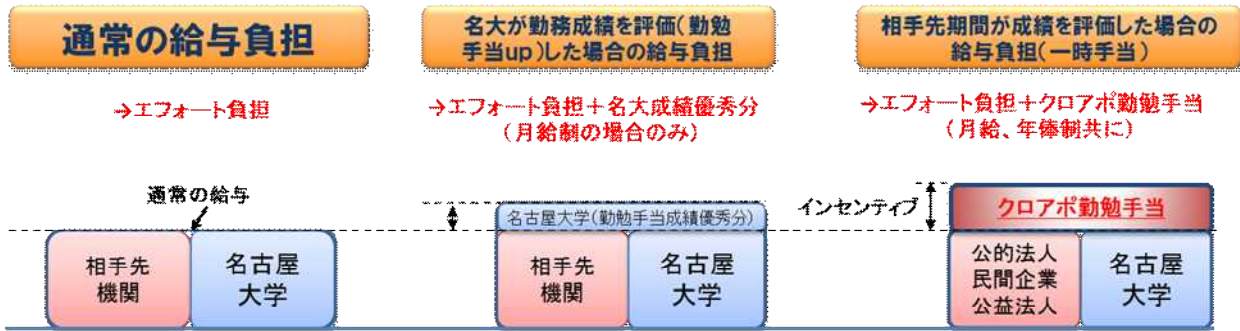 通常の給与負担
名大が勤務成績を評価(勤勉
手当up)した場合の給与負担
相手先期間が成績を評価した場合の
給与負担(一時手当)
→エフォート負担
→エフォート負担+名大成績優秀分
(月給制の場合のみ)
→エフォート負担+クロアポ勤勉手当
(月給、年俸制共に)
通常の給与
相手先
機関
名古屋
大学
名古屋大学(勤勉手当成績優秀分)
相手先
機関
名古屋
大学
インセンティブ
クロアポ勤勉手当
公的法人
民間企業
公益法人
名古屋
大学